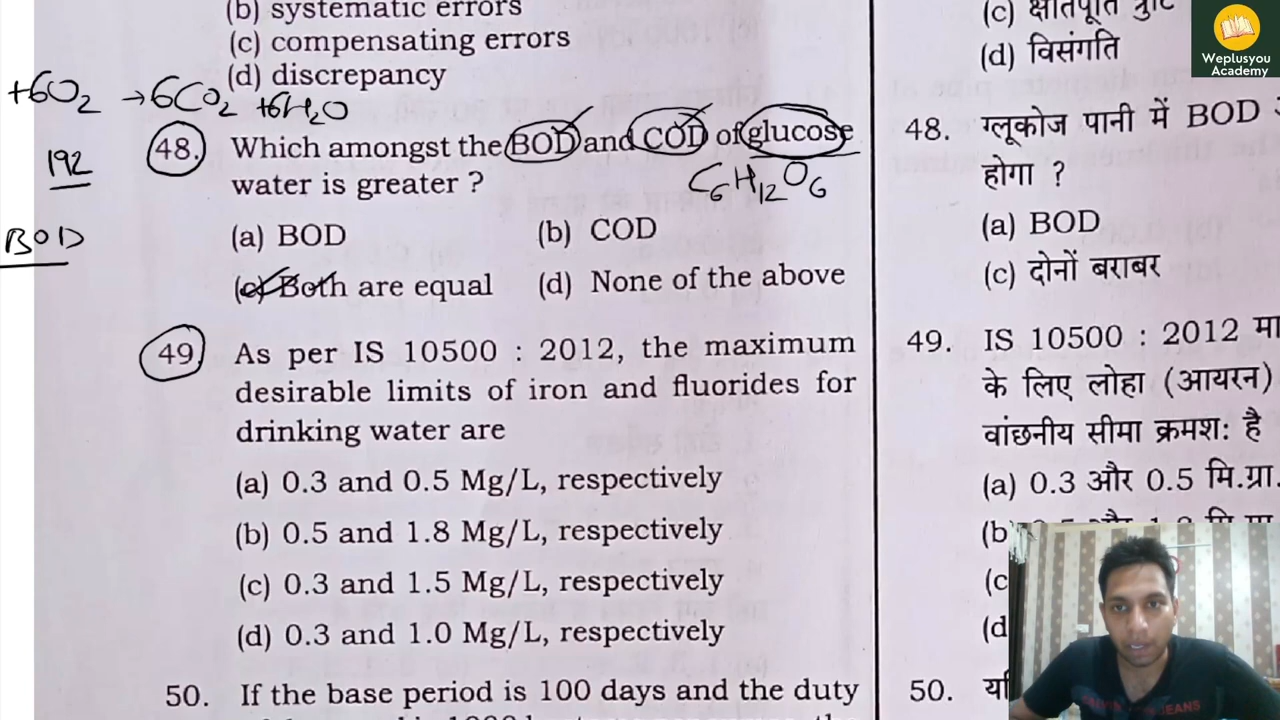 (b) systematic errors
(c) compensating errors
(d) discrepancy
+6O2 → 6CO2 + 6H2O
192
BOD
48. Which amongst the BOD and COD of glucose
water is greater ?
C6H12O6
(a) BOD (b) COD
(c) Both are equal (d) None of the above
49. As per IS 10500 : 2012, the maximum
desirable limits of iron and fluorides for
drinking water are
(a) 0.3 and 0.5 Mg/L, respectively
(b) 0.5 and 1.8 Mg/L, respectively
(c) 0.3 and 1.5 Mg/L, respectively
(d) 0.3 and 1.0 Mg/L, respectively
50. If the base period is 100 days and the duty
(c) क्षतिपूर्ति त्रुटि
(d) विसंगति
48. ग्लूकोज पानी में BOD
होगा ?
(a) BOD
(c) दोनों बराबर
49. IS 10500 : 2012
के लिए लोहा (आयरन)
वांछनीय सीमा क्रमश: है
(a) 0.3 और 0.5 मि.ग्रा.
(b
(c
(d
50.
Weplusyou
Academy